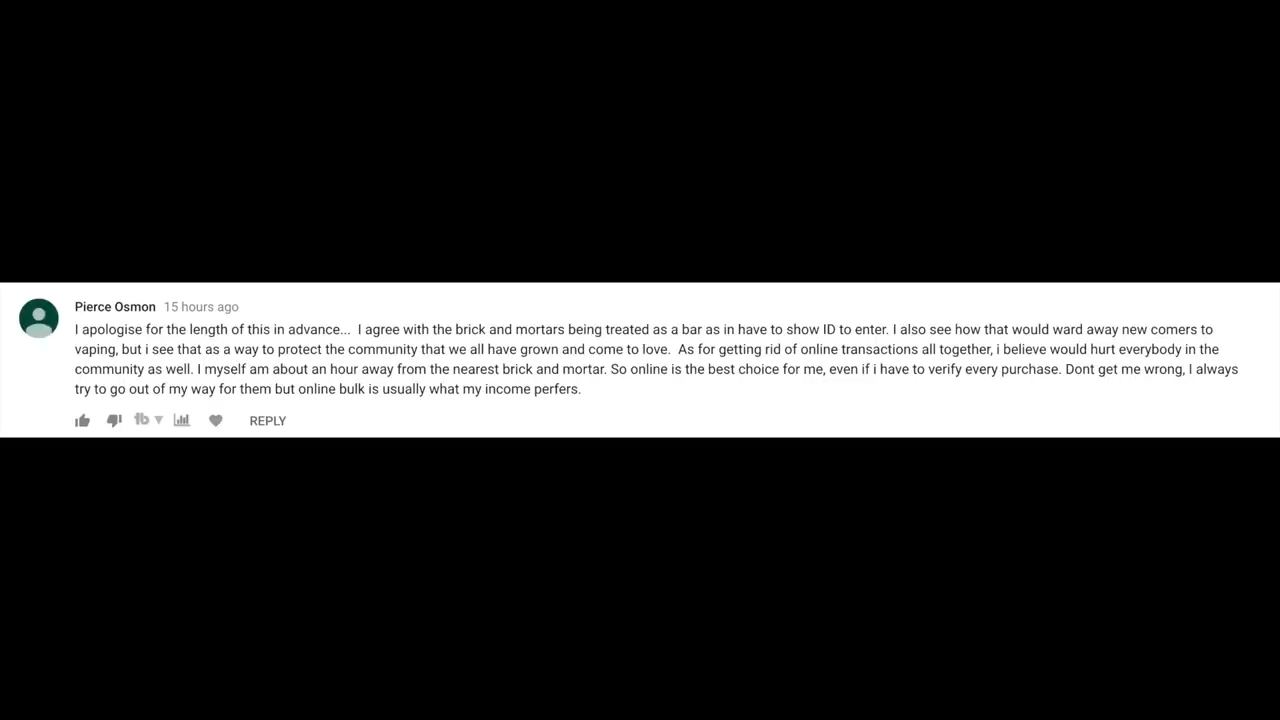 Pierce Osmon 15 hours ago
I apologise for the length of this in advance...  I agree with the brick and mortars being treated as a bar as in have to show ID to enter. I also see how that would ward away new comers to
vaping, but i see that as a way to protect the community that we all have grown and come to love.  As for getting rid of online transactions all together, i believe would hurt everybody in the
community as well. I myself am about an hour away from the nearest brick and mortar. So online is the best choice for me, even if i have to verify every purchase. Dont get me wrong, I always
try to go out of my way for them but online bulk is usually what my income perfers.
tb REPLY